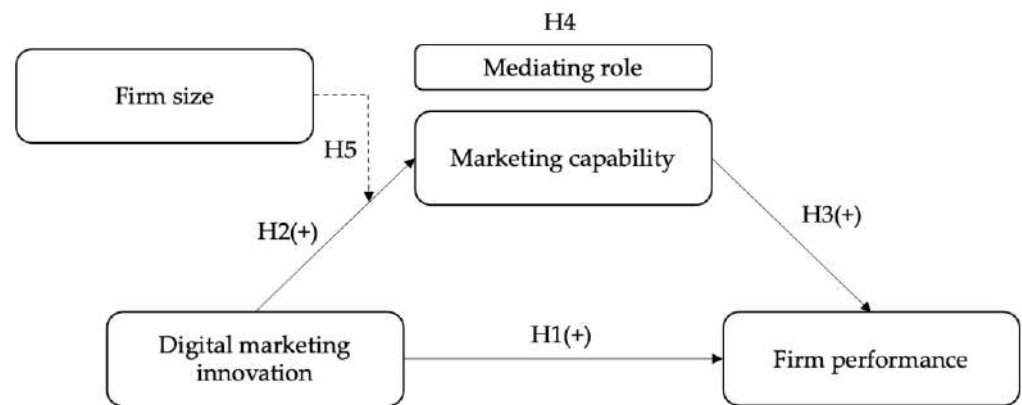 H4
Mediating role
Firm size
Marketing capability
H5
H2(+)
H3(+)
Digital marketing
innovation
H1(+)
Firm performance